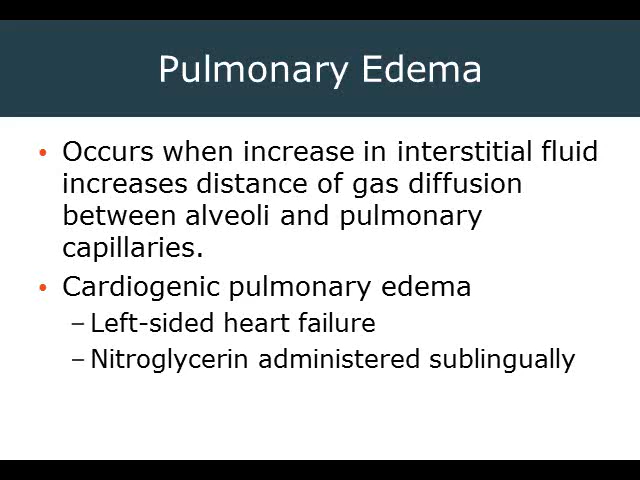 Pulmonary Edema
• Occurs when increase in interstitial fluid
increases distance of gas diffusion
between alveoli and pulmonary
capillaries.
• Cardiogenic pulmonary edema
– Left-sided heart failure
– Nitroglycerin administered sublingually